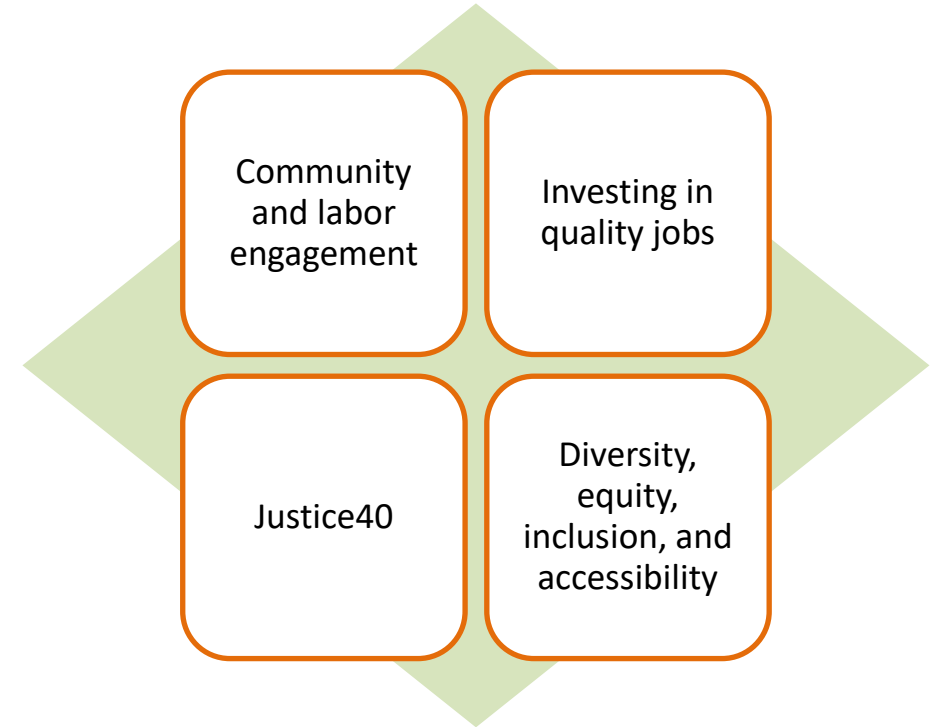 Community
and labor
engagement
Investing in
quality jobs
Justice40
Diversity,
equity,
inclusion, and
accessibility